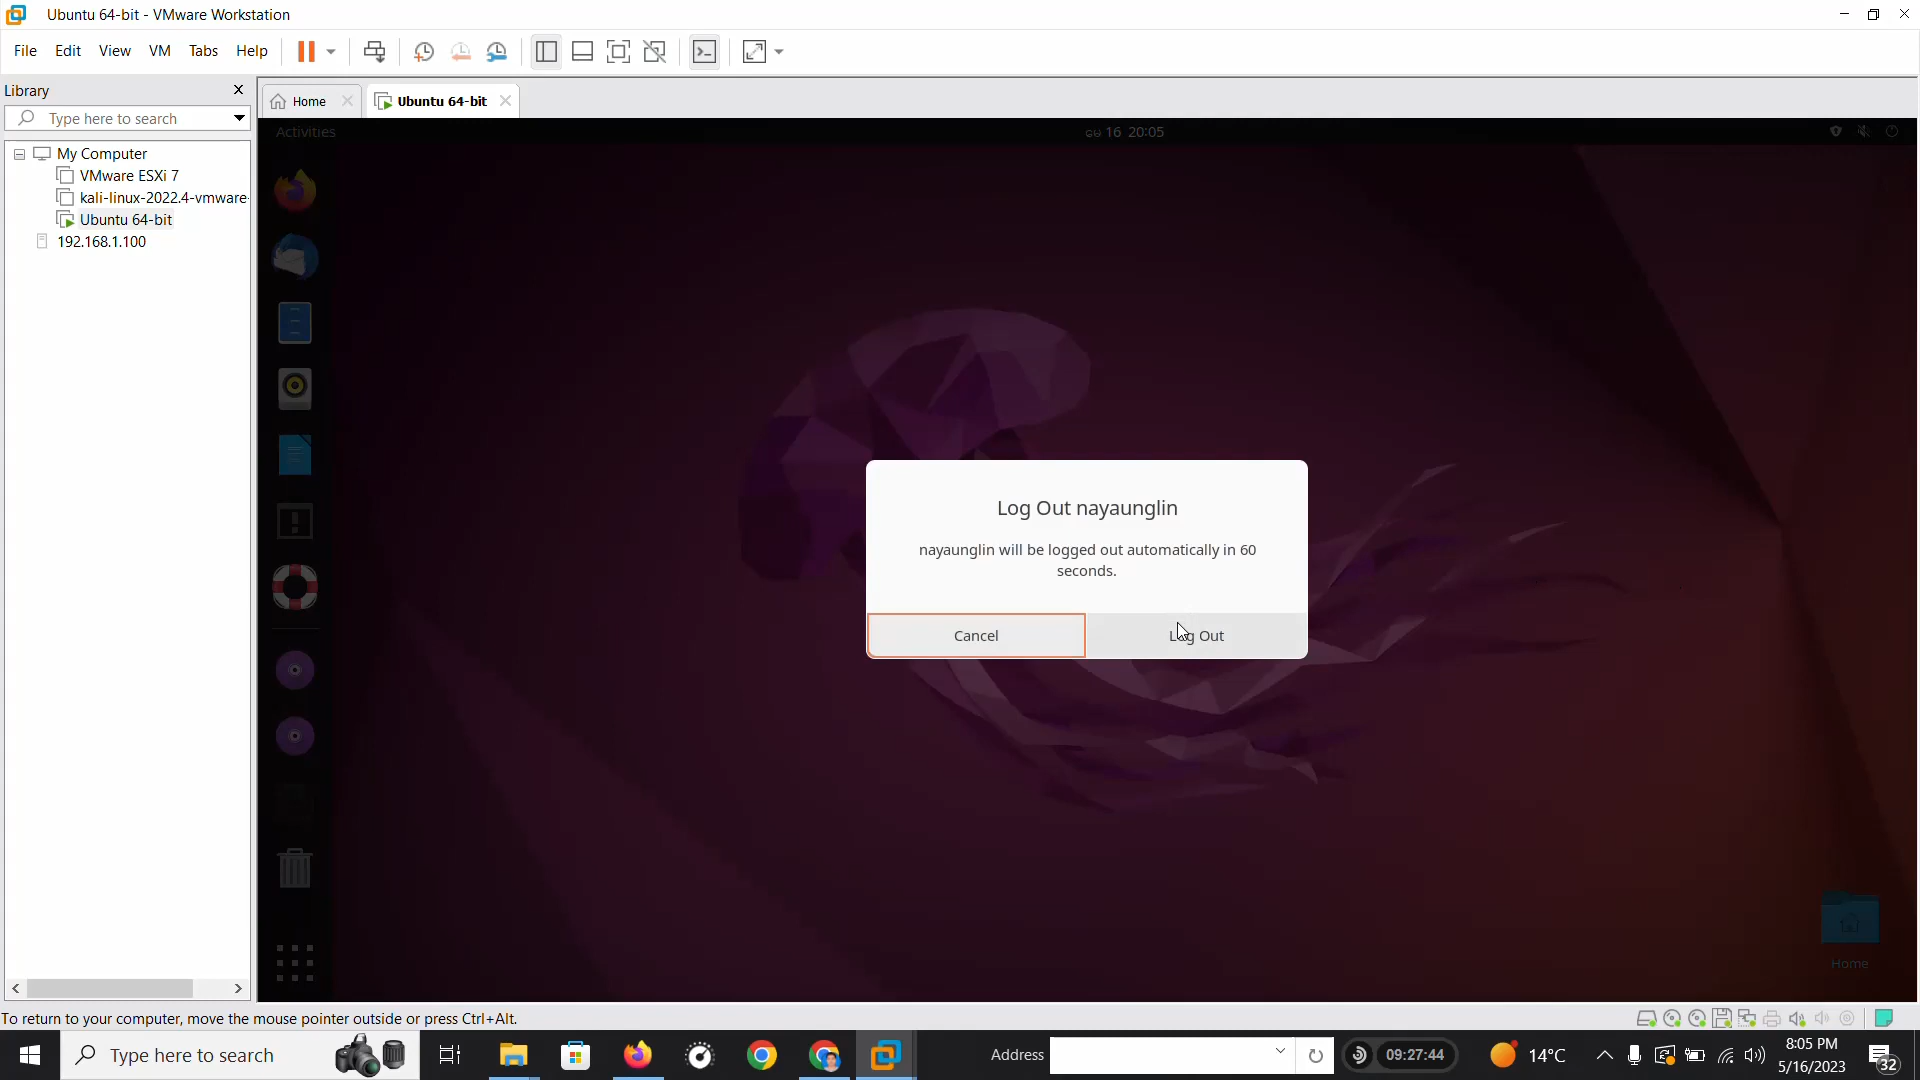 Ubuntu 64-bit - VMware Workstation
File Edit View VM Tabs Help
Library
Type here to search
My Computer
VMware ESXi 7
kali-linux-2022.4-vmware-
Ubuntu 64-bit
192.168.1.100
Home
Ubuntu 64-bit
Activities
မေ 16 20:05
Log Out nayaunglin
nayaunglin will be logged out automatically in 60
seconds.
Cancel
Log Out
Home
To return to your computer, move the mouse pointer outside or press Ctrl+Alt.
Type here to search
Address
09:27:44
14°C
8:05 PM
5/16/2023
32